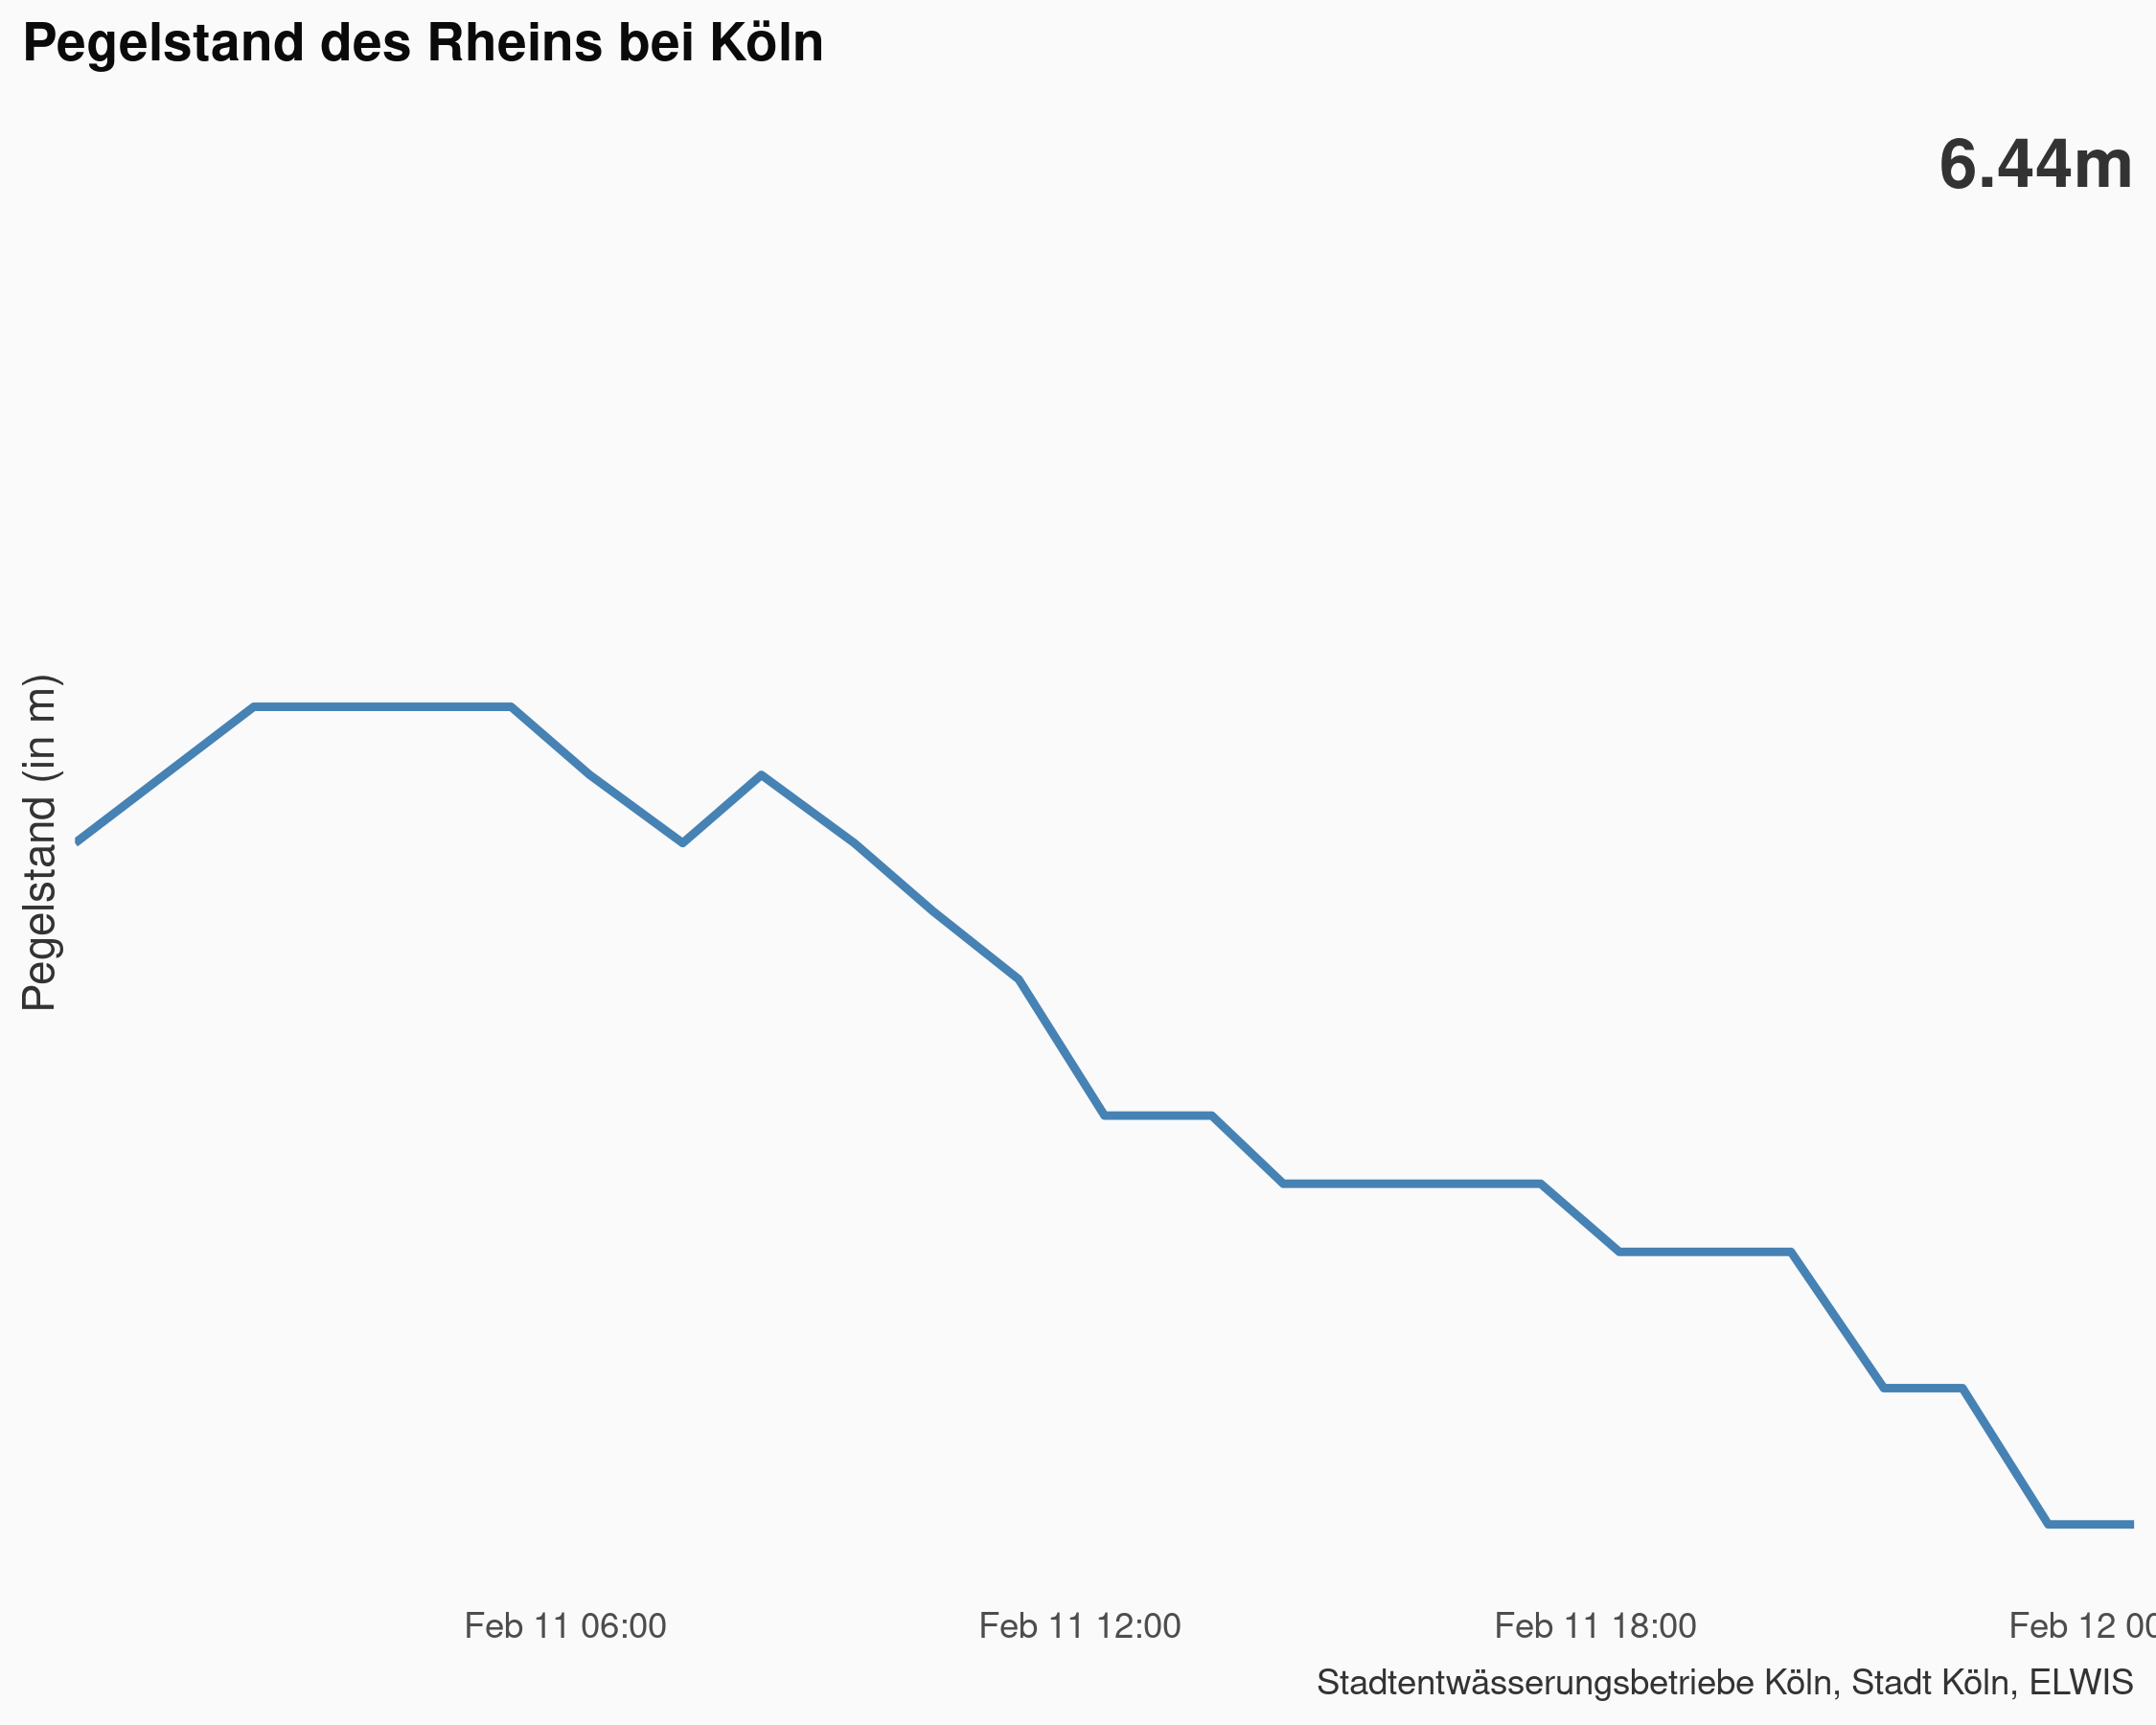 Pegelstand des Rheins bei Köln
6.44m
Pegelstand (in m)
Feb 11 06:00 Feb 11 12:00 Feb 11 18:00 Feb 12 00
Stadtentwässerungsbetriebe Köln, Stadt Köln, ELWIS